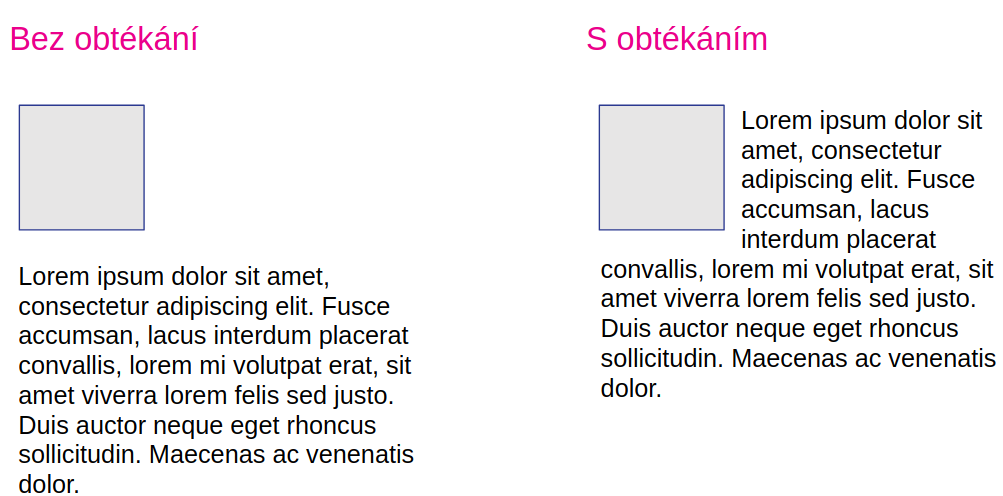 Bez obtékání
Lorem ipsum dolor sit amet,
consectetur adipiscing elit. Fusce
accumsan, lacus interdum placerat
convallis, lorem mi volutpat erat, sit
amet viverra lorem felis sed justo.
Duis auctor neque eget rhoncus
sollicitudin. Maecenas ac venenatis
dolor.
S obtékáním
Lorem ipsum dolor sit
amet, consectetur
adipiscing elit. Fusce
accumsan, lacus
interdum placerat
convallis, lorem mi volutpat erat, sit
amet viverra lorem felis sed justo.
Duis auctor neque eget rhoncus
sollicitudin. Maecenas ac venenatis
dolor.